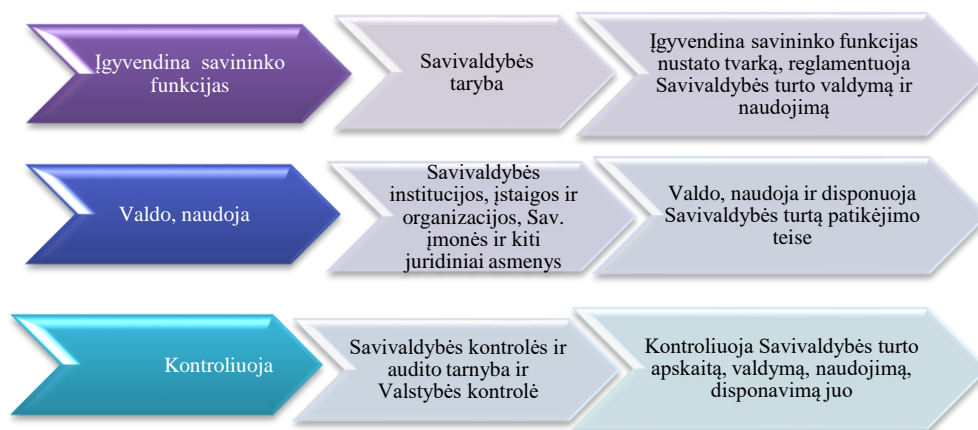 Įgyvendina savininko
funkcijas
Savivaldybės
taryba
Įgyvendina savininko funkcijas
nustato tvarką, reglamentuoja
Savivaldybės turto valdymą ir
naudojimą
Valdo, naudoja
Savivaldybės
institucijos, įstaigos ir
organizacijos, Sav.
įmonės ir kiti
juridiniai asmenys
Valdo, naudoja ir disponuoja
Savivaldybės turtą patikėjimo
teise
Kontroliuoja
Savivaldybės kontrolės ir
audito tarnyba ir
Valstybės kontrolė
Kontroliuoja Savivaldybės turto
apskaitą, valdymą, naudojimą,
disponavimą juo